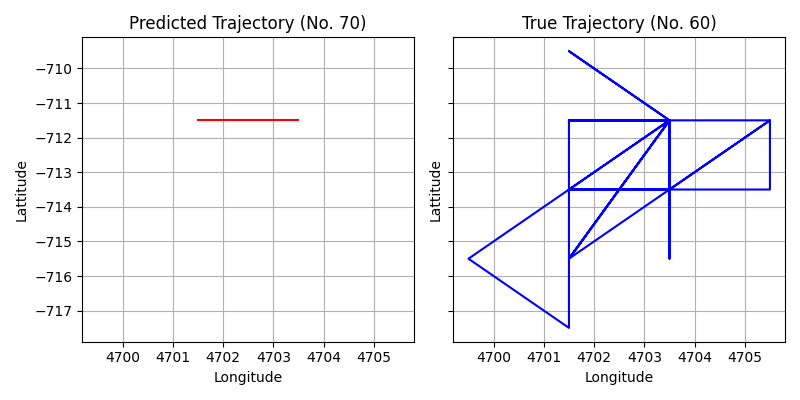 Predicted Trajectory (No. 70)
True Trajectory (No. 60)
Lattitude
−710
−711
−712
−713
−714
−715
−716
−717
4700 4701 4702 4703 4704 4705
Longitude
Lattitude
4700 4701 4702 4703 4704 4705
Longitude